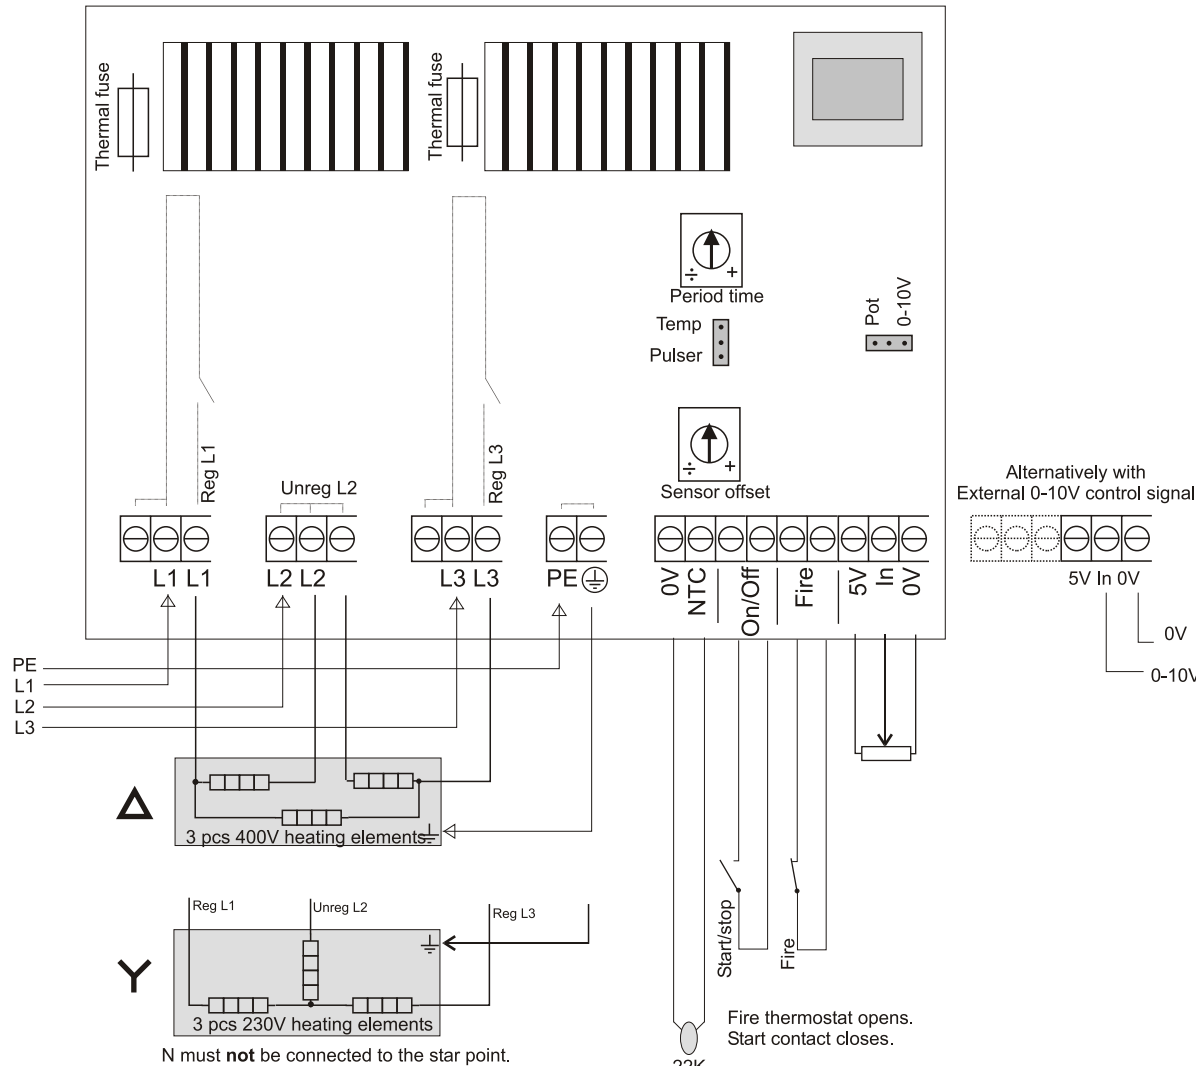 Thermal fuse
Thermal fuse
÷ +
Period time
Temp
Pulser
Pot
0-10V
÷ +
Sensor offset
Reg L1
Unreg L2
Reg L3
Alternatively with
External 0-10V control signal
L1 L1
L2 L2
L3 L3
PE
0V
NTC
On/Off
Fire
5V
In
0V
5V In 0V
0V
0-10V
PE
L1
L2
L3
3 pcs 400V heating elements
Reg L1
Unreg L2
Reg L3
3 pcs 230V heating elements
N must not be connected to the star point.
Start/stop
Fire
Fire thermostat opens.
Start contact closes.
22K